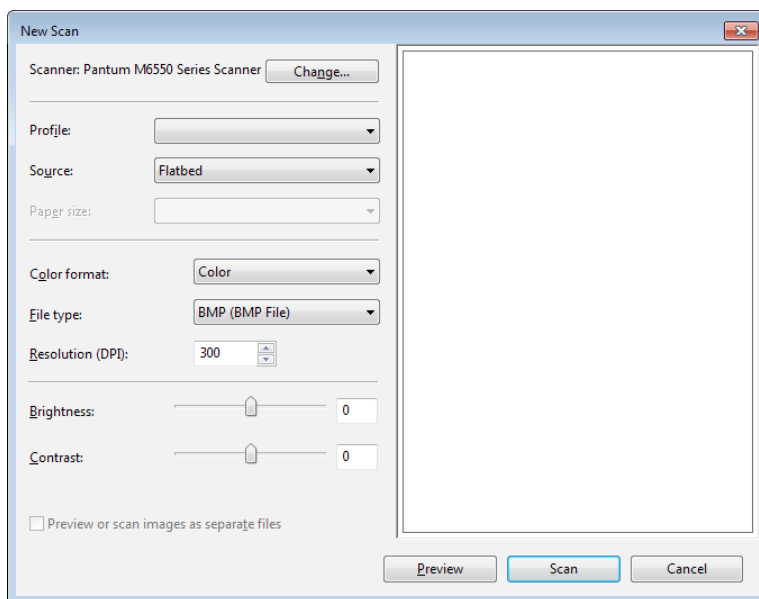 New Scan
Scanner: Pantum M6550 Series Scanner Change...
Profile:
Source: Flatbed
Paper size:
Color format: Color
File type: BMP (BMP File)
Resolution (DPI): 300
Brightness: 0
Contrast: 0
Preview or scan images as separate files
Preview Scan Cancel